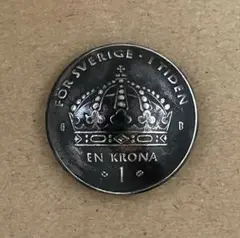 FÖR SVERIGE · I TIDEN
B
EN KRONA
· 1 ·